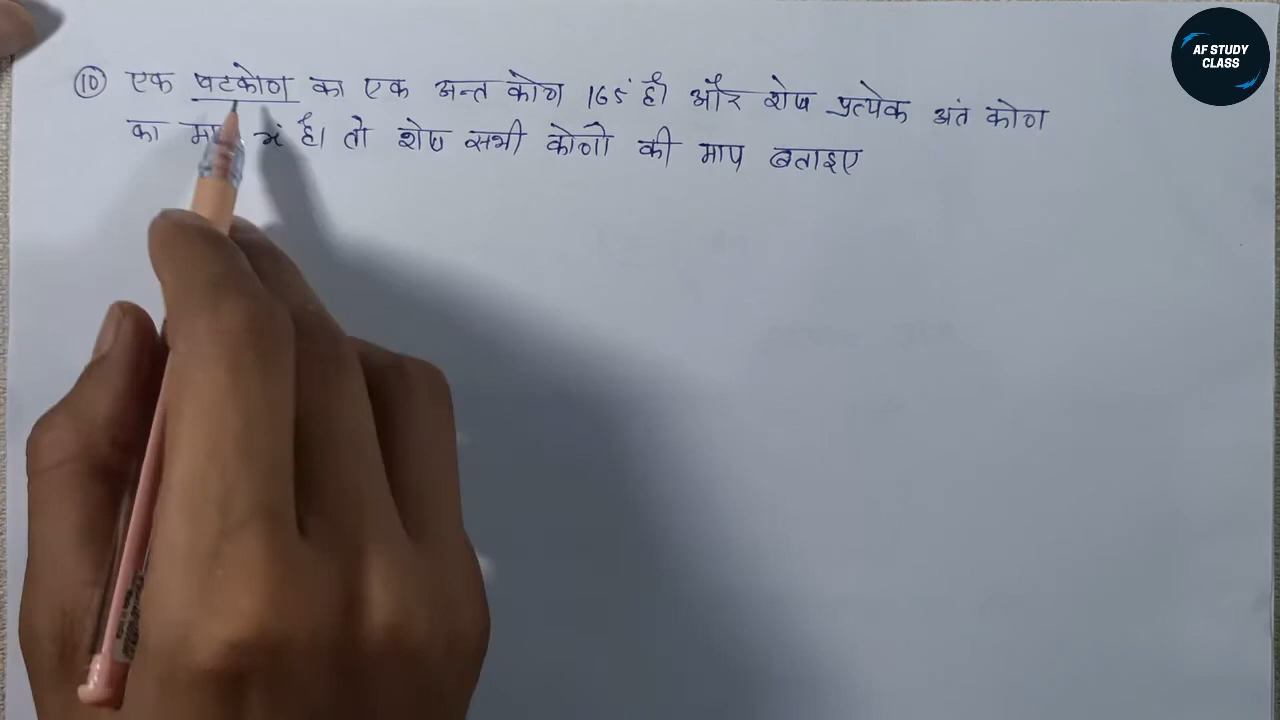 ⑩ एक षटकोण का एक अन्त कोण 165° है। और शेष प्रत्येक अंत कोण
का माप x° है। तो शेष सभी कोणों की माप बताइए
AF STUDY
CLASS